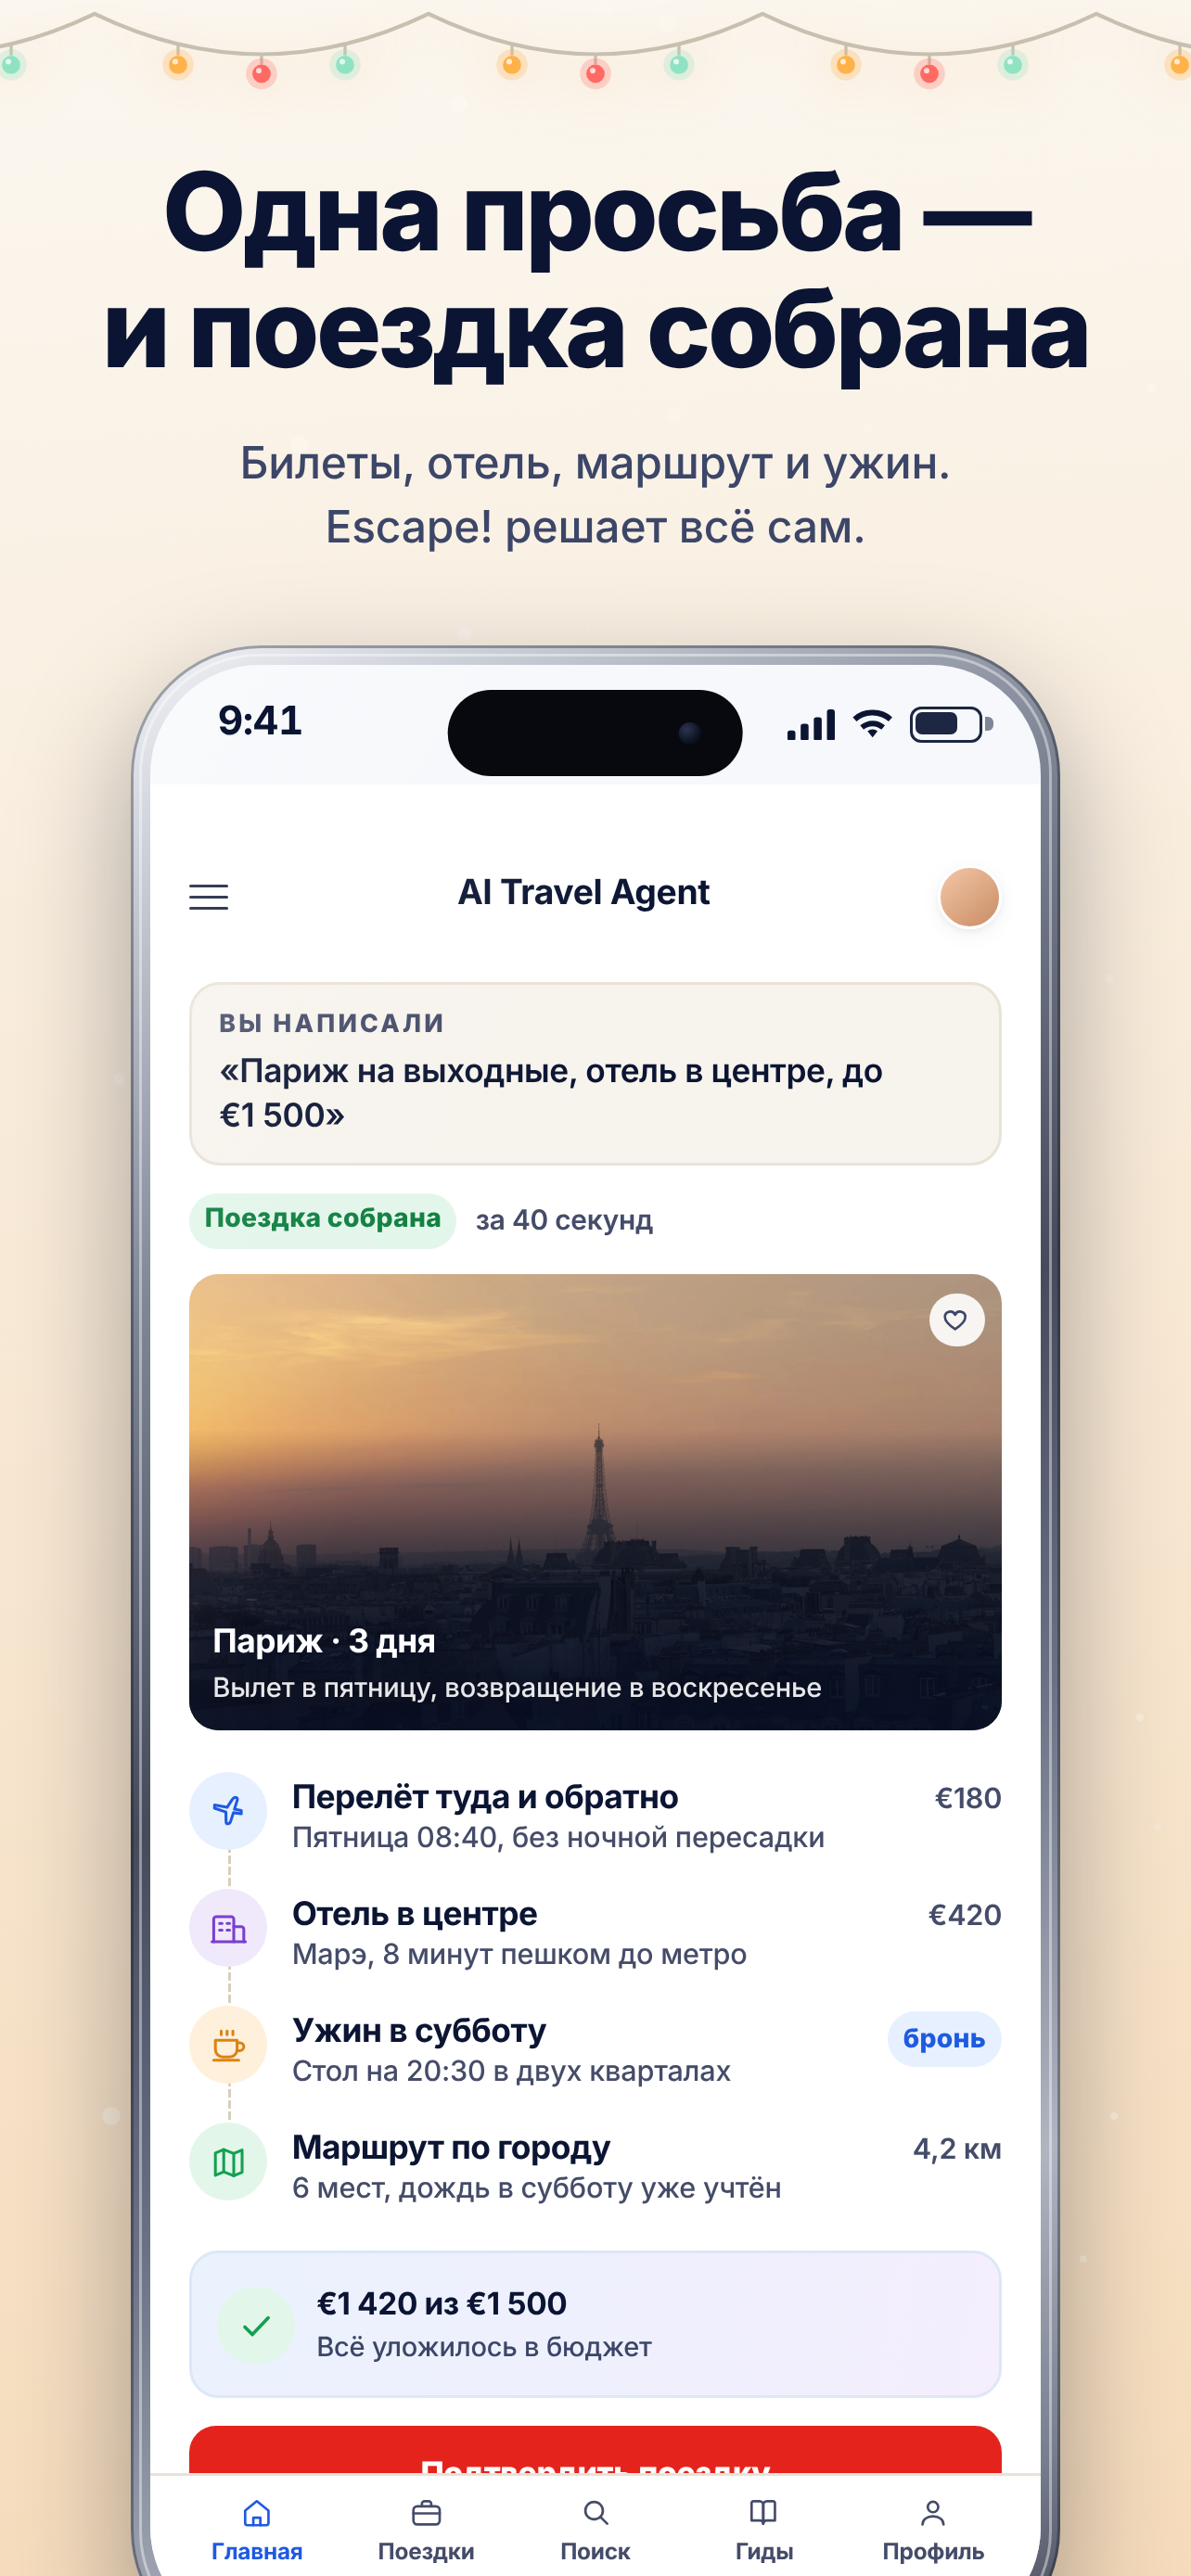 Одна просьба —
и поездка собрана
Билеты, отель, маршрут и ужин.
Escape! решает всё сам.
9:41
AI Travel Agent
ВЫ НАПИСАЛИ
«Париж на выходные, отель в центре, до
€1 500»
Поездка собрана за 40 секунд
Париж · 3 дня
Вылет в пятницу, возвращение в воскресенье
Перелёт туда и обратно €180
Пятница 08:40, без ночной пересадки
Отель в центре €420
Марэ, 8 минут пешком до метро
Ужин в субботу бронь
Стол на 20:30 в двух кварталах
Маршрут по городу 4,2 км
6 мест, дождь в субботу уже учтён
€1 420 из €1 500
Всё уложилось в бюджет
Подтвердить поездку
Главная Поездки Поиск Гиды Профиль